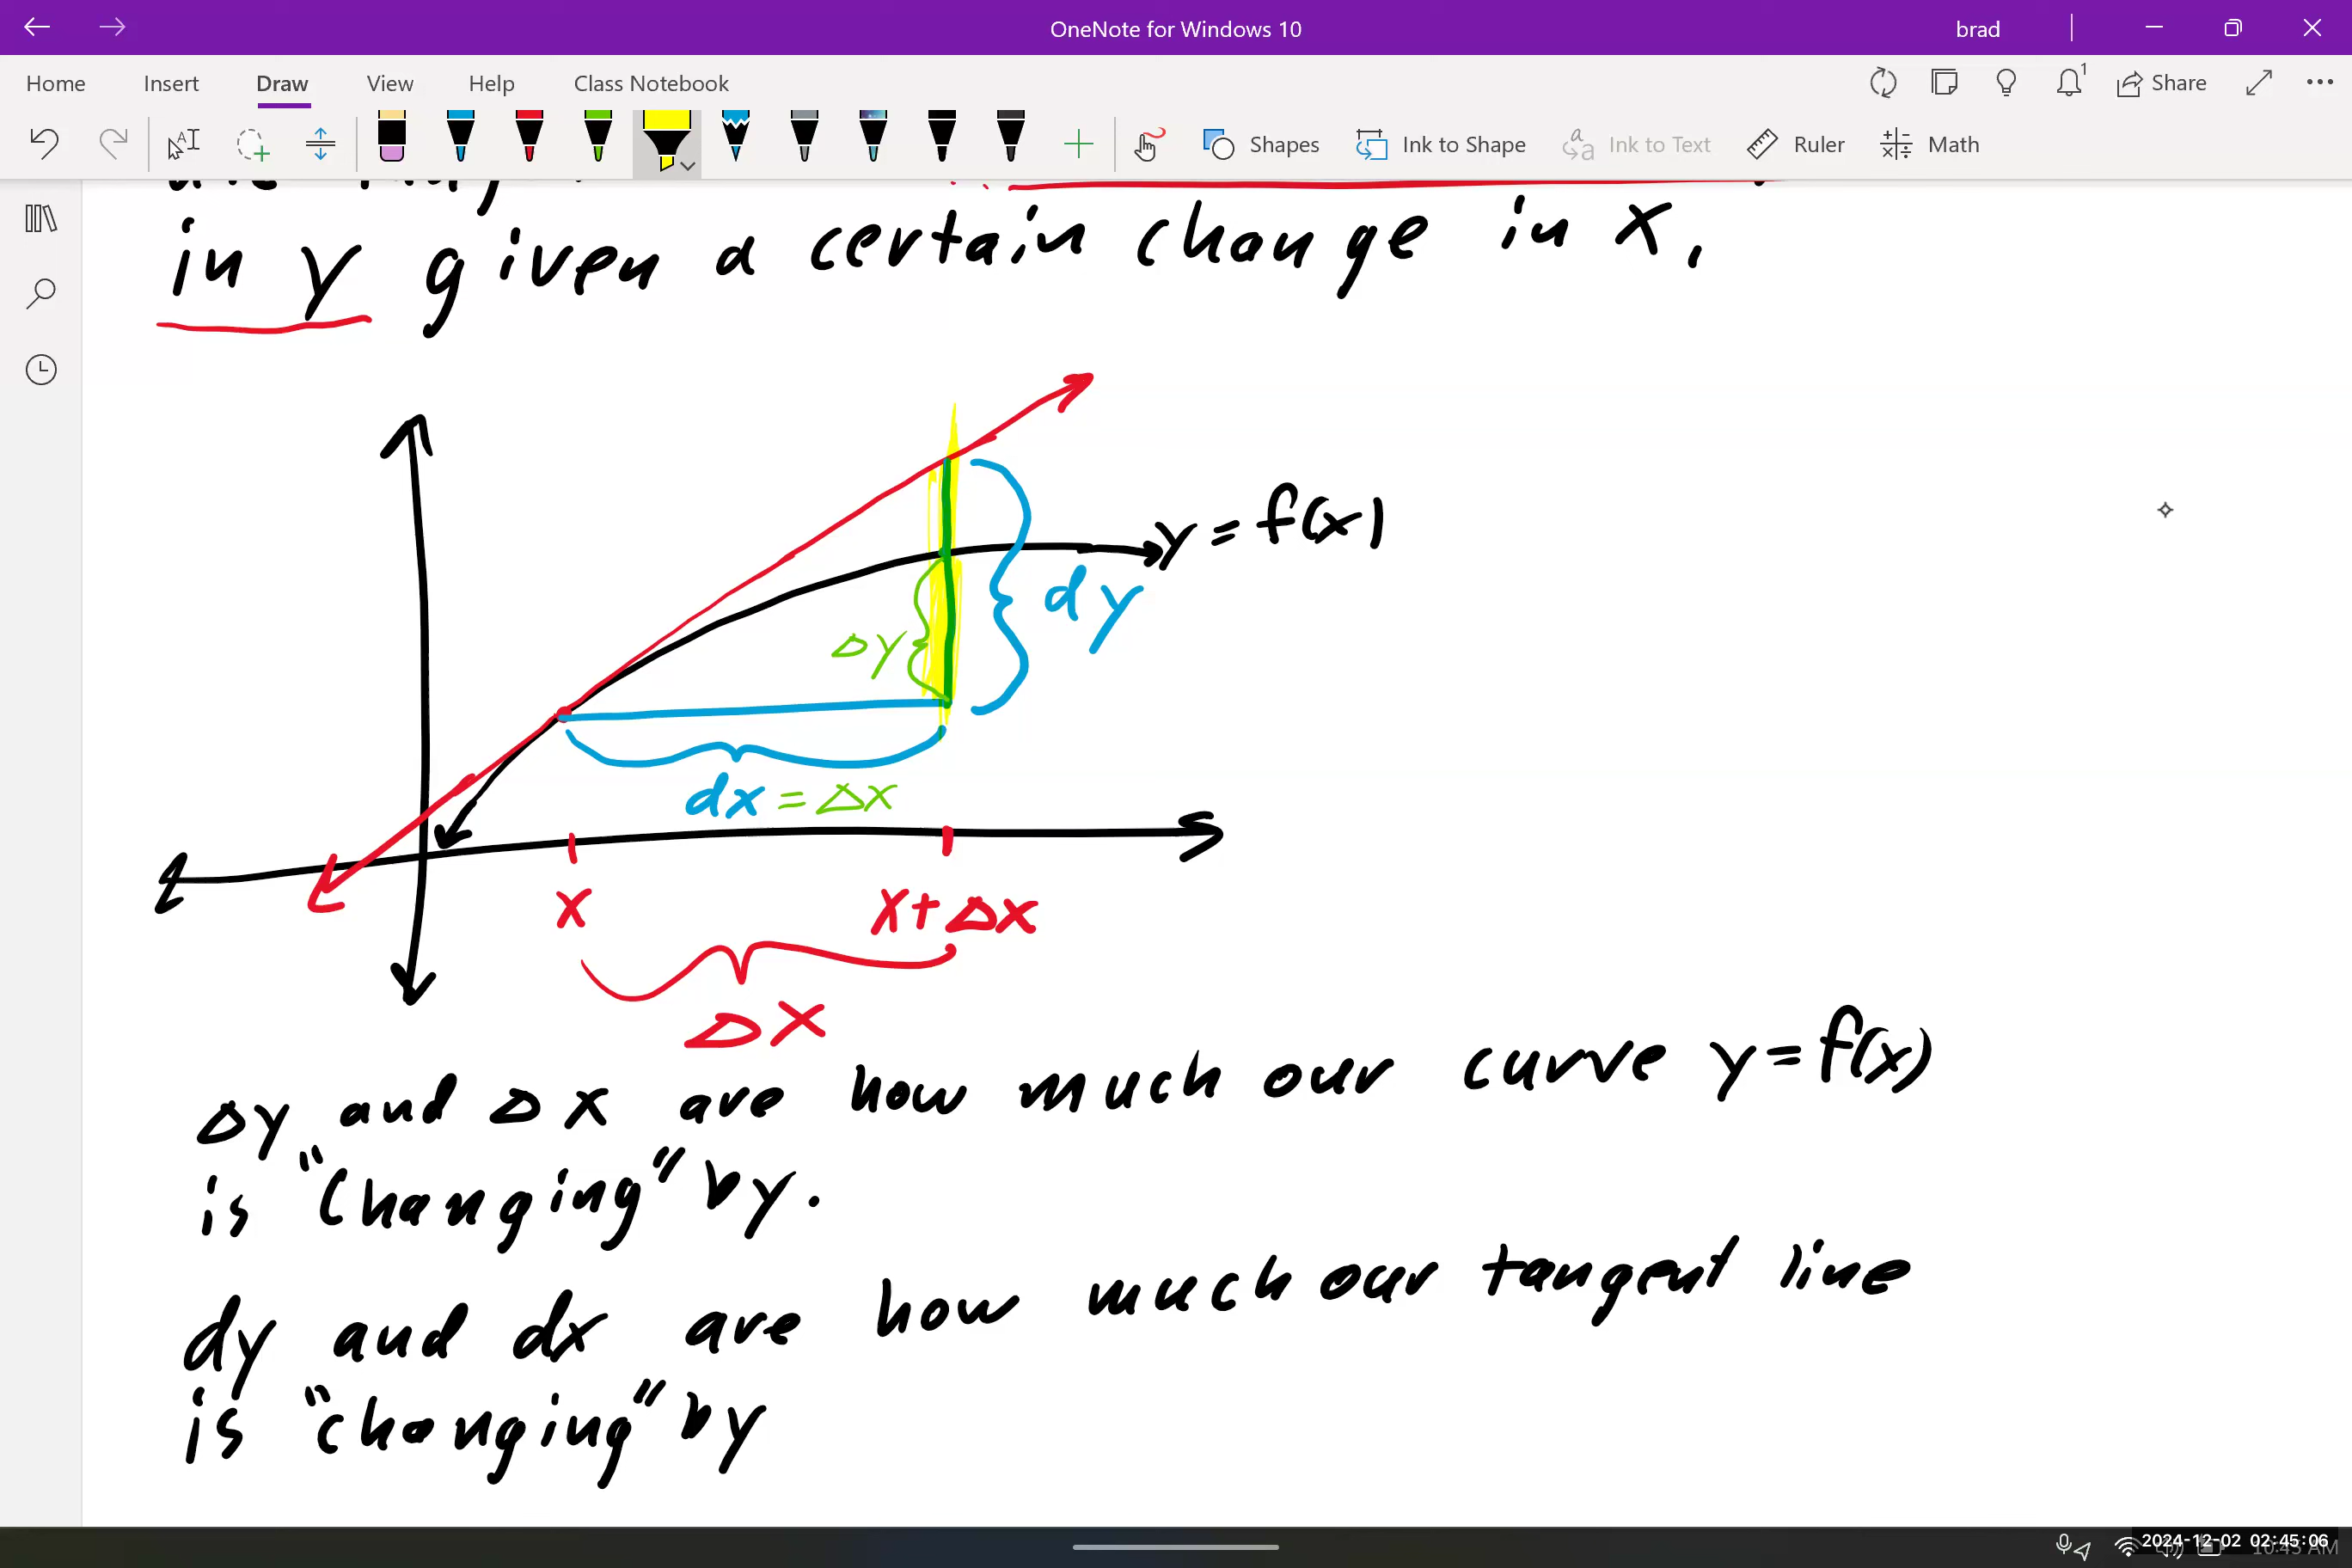 OneNote for Windows 10
brad
Home Insert Draw View Help Class Notebook
1 Share
Shapes Ink to Shape Ink to Text Ruler Math
in y given a certain change in x.
y = f(x)
dy
Δy
dx = Δx
x x+Δx
Δx
Δy and Δx are how much our curve y=f(x)
is "changing" by.
dy and dx are how much our tangent line
is "changing" by
2024-12-02 02:45:06